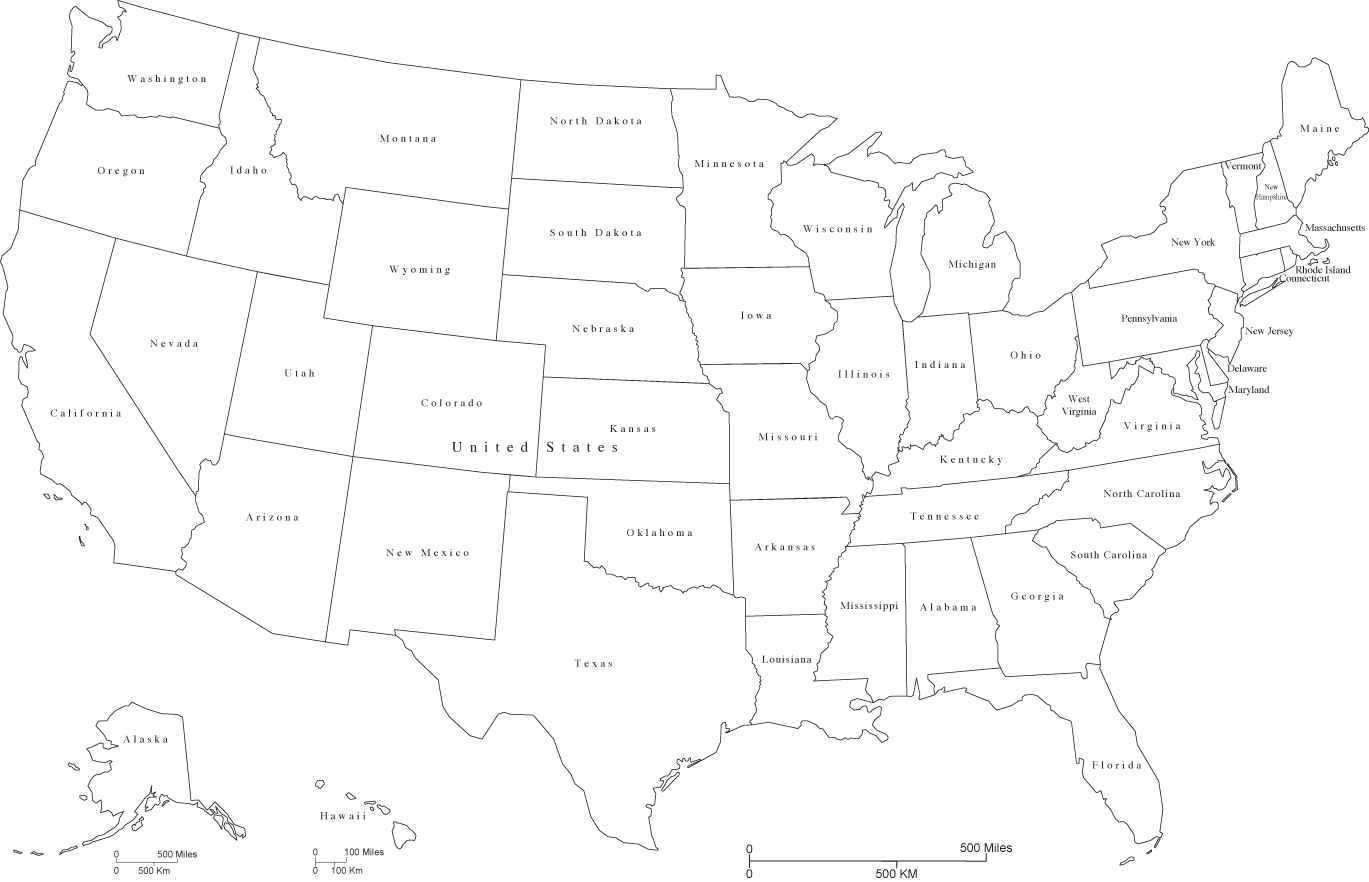 Washington
Oregon
Idaho
Montana
North Dakota
Minnesota
Maine
Vermont
New
Hampshire
Massachusetts
Rhode Island
Connecticut
New York
South Dakota
Wisconsin
Michigan
Wyoming
Nebraska
Iowa
Pennsylvania
New Jersey
Nevada
Utah
Colorado
Illinois
Indiana
Ohio
Delaware
Maryland
West
Virginia
Virginia
California
Kansas
Missouri
Kentucky
United States
Arizona
New Mexico
Oklahoma
Arkansas
Tennessee
North Carolina
South Carolina
Mississippi
Alabama
Georgia
Texas
Louisiana
Florida
Alaska
Hawaii
0 500 Miles
0 500 Km
0 100 Miles
0 100 Km
0 500 Miles
0 500 KM